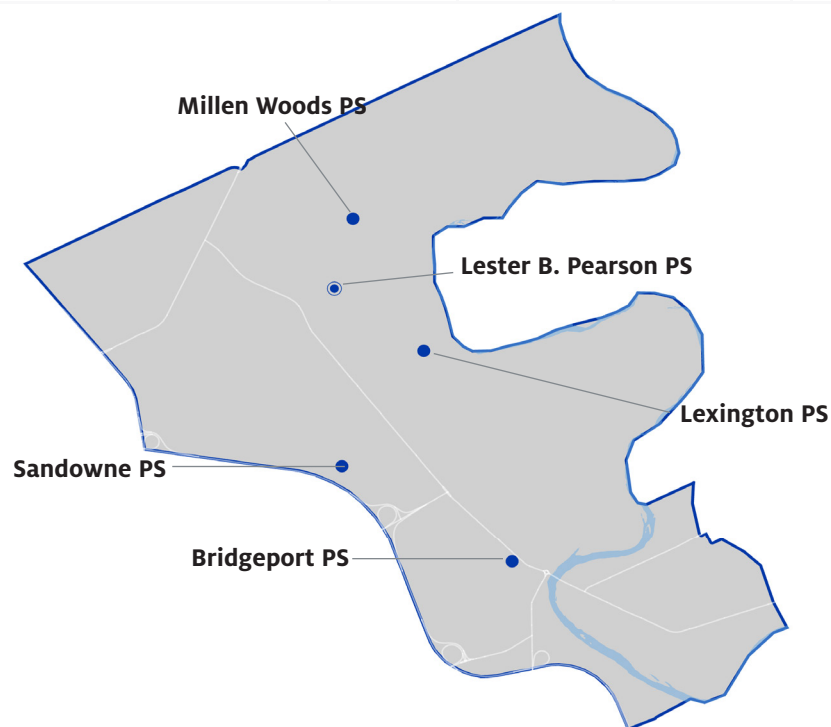 Millen Woods PS
Lester B. Pearson PS
Lexington PS
Sandowne PS
Bridgeport PS